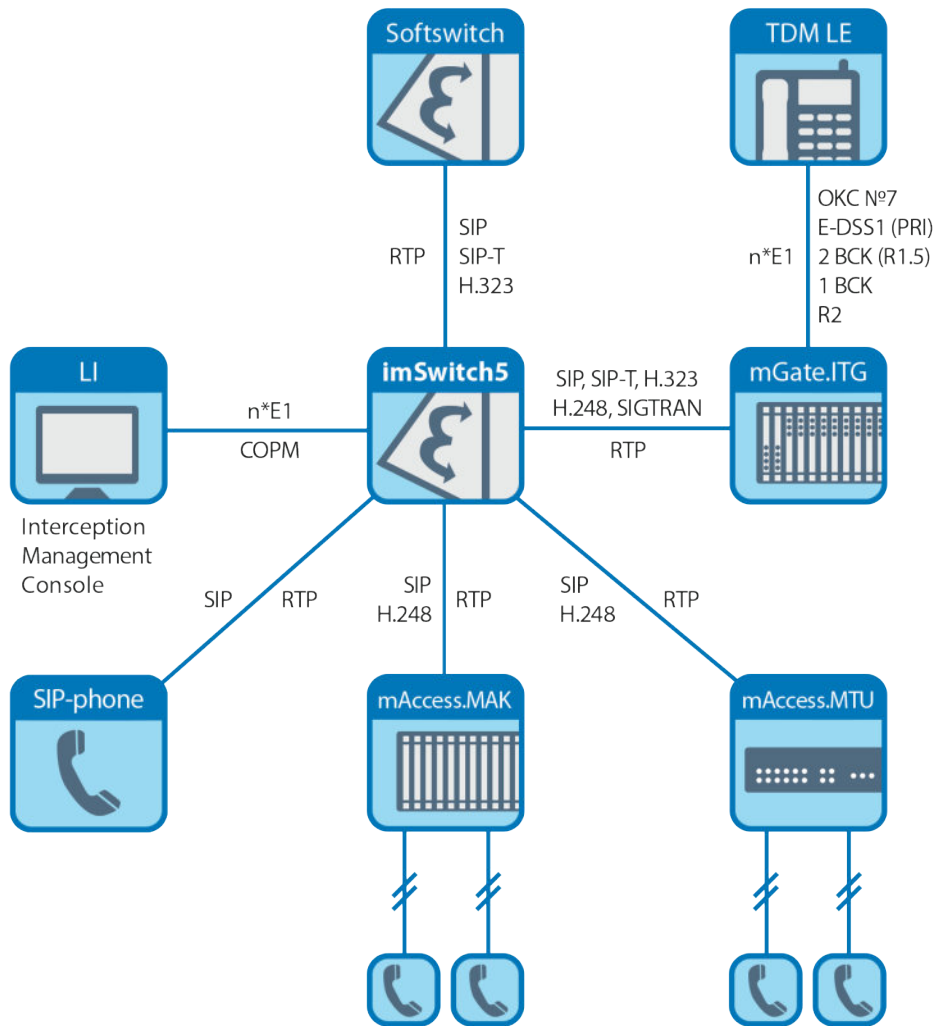 Softswitch
TDM LE
RTP
SIP
SIP-T
H.323
n*E1
ОКС №7
E-DSS1 (PRI)
2 ВСК (R1.5)
1 ВСК
R2
LI
imSwitch5
mGate.ITG
n*E1
СОРМ
SIP, SIP-T, H.323
H.248, SIGTRAN
RTP
Interception
Management
Console
SIP
RTP
SIP
H.248
RTP
SIP
H.248
RTP
SIP-phone
mAccess.MAK
mAccess.MTU